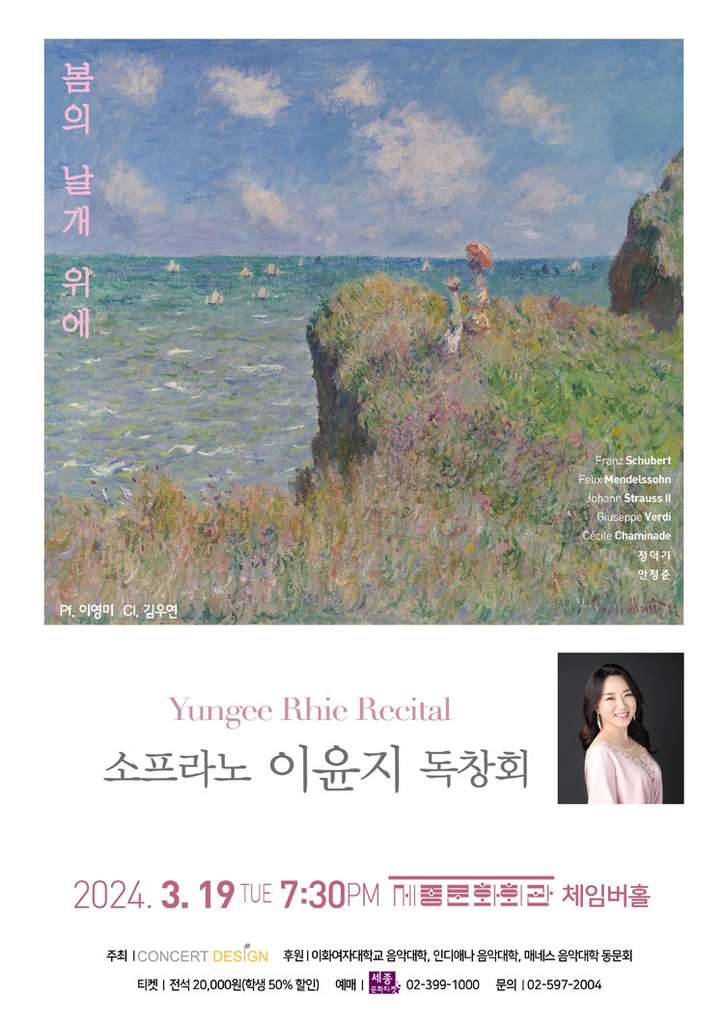 봄의 날개 위에
Franz Schubert
Felix Mendelssohn
Johann Strauss II
Giuseppe Verdi
Cécile Chaminade
정덕기
안정준
Pf. 이영미 Cl. 김우연
Yungee Rhie Recital
소프라노 이윤지 독창회
2024. 3. 19 TUE 7:30PM 세종문화회관 체임버홀
주최 | CONCERT DESIGN 후원 | 이화여자대학교 음악대학, 인디애나 음악대학, 매네스 음악대학 동문회
티켓 | 전석 20,000원(학생 50% 할인) 예매 | 세종문화티켓 02-399-1000 문의 | 02-597-2004